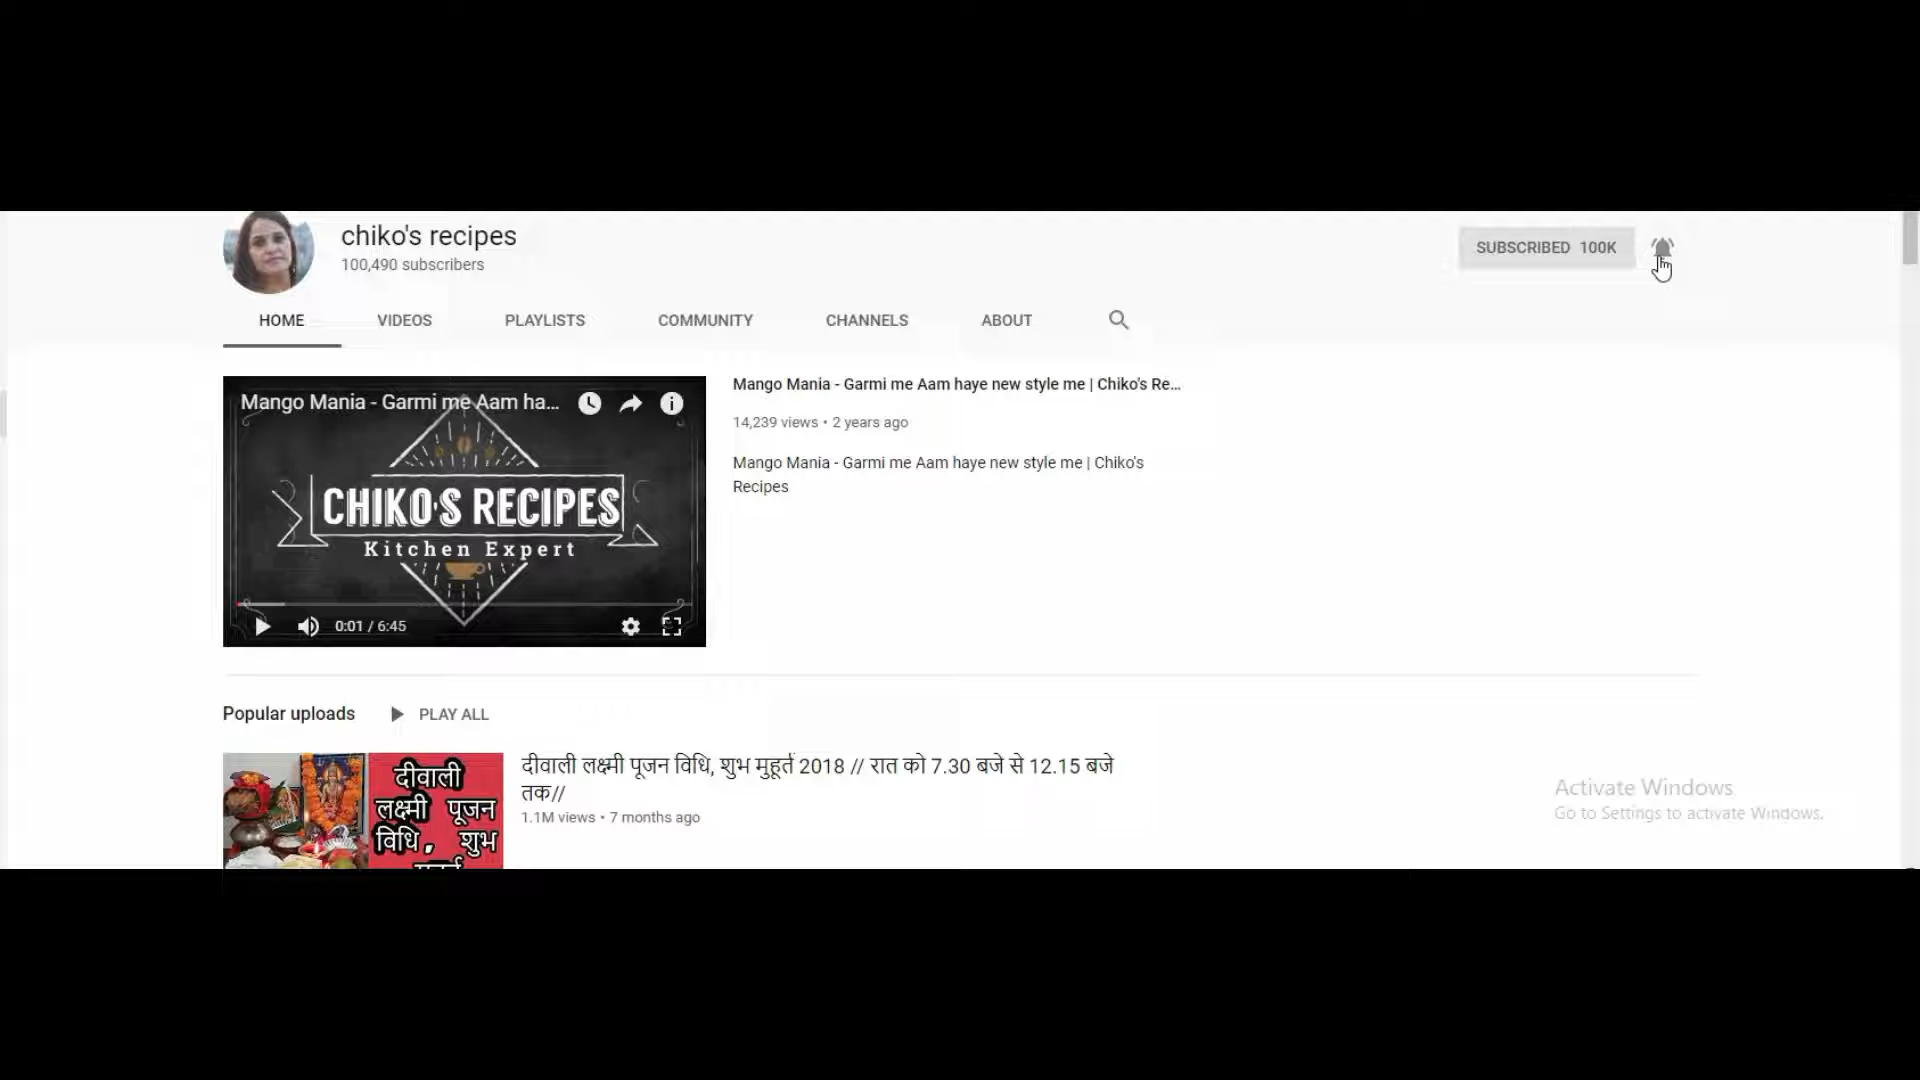 chiko's recipes
100,490 subscribers
SUBSCRIBED 100K
HOME VIDEOS PLAYLISTS COMMUNITY CHANNELS ABOUT
Mango Mania - Garmi me Aam ha...
CHIKO'S RECIPES
Kitchen Expert
0:01 / 6:45
Mango Mania - Garmi me Aam haye new style me | Chiko's Re...
14,239 views • 2 years ago
Mango Mania - Garmi me Aam haye new style me | Chiko's
Recipes
Popular uploads PLAY ALL
दीवाली
लक्ष्मी पूजन
विधि, शुभ
दीवाली लक्ष्मी पूजन विधि, शुभ मुहूर्त 2018 // रात को 7.30 बजे से 12.15 बजे
तक//
1.1M views • 7 months ago
Activate Windows
Go to Settings to activate Windows.